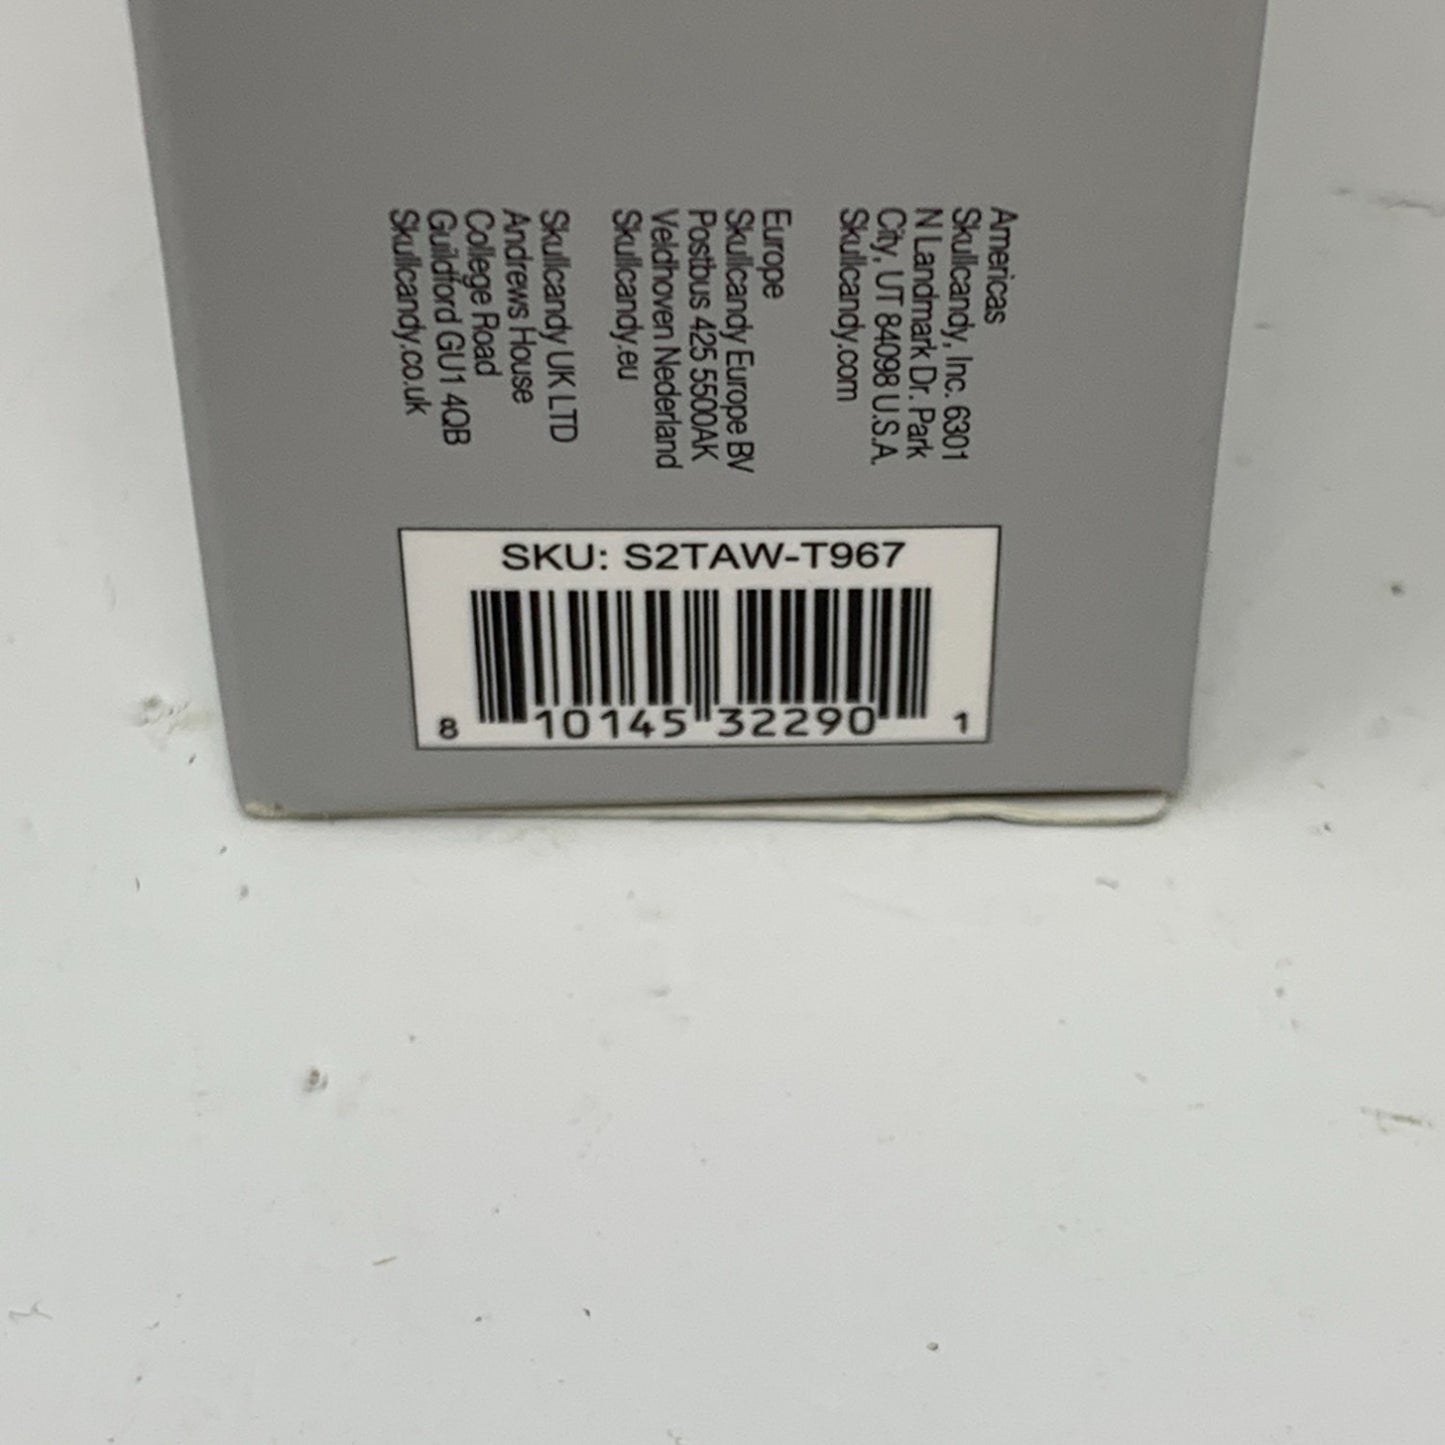 Americas
Skullcandy, Inc. 6301
N Landmark Dr. Park
City, UT 84098 U.S.A.
Skullcandy.com
Europe
Skullcandy Europe BV
Postbus 425 5500AK
Veldhoven Nederland
Skullcandy.eu
Skullcandy UK LTD
Andrews House
College Road
Guildford GU1 4QB
Skullcandy.co.uk
SKU: S2TAW-T967
8 10145 32290 1